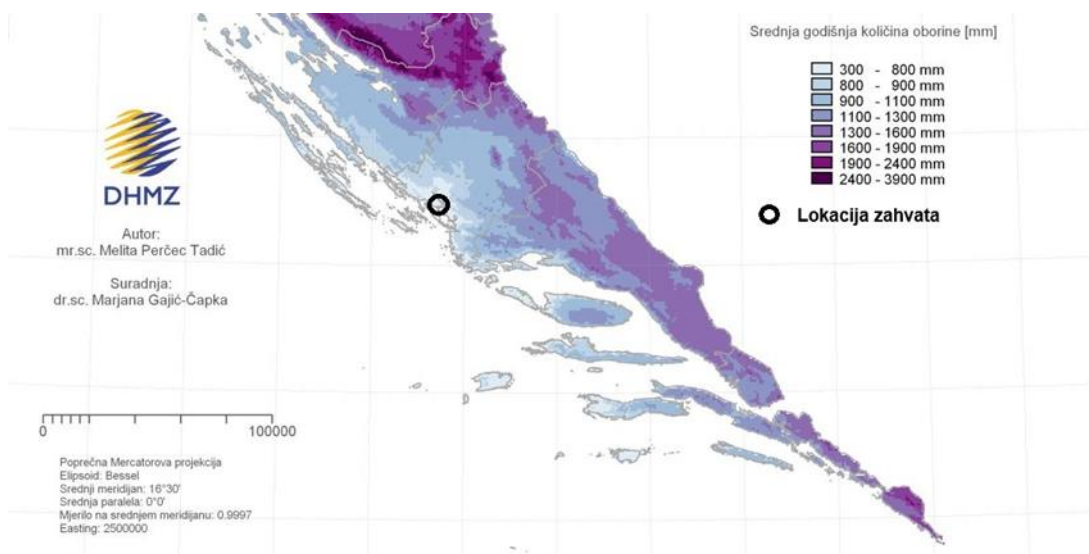 Srednja godišnja količina oborine [mm]
300 - 800 mm
800 - 900 mm
900 - 1100 mm
1100 - 1300 mm
1300 - 1600 mm
1600 - 1900 mm
1900 - 2400 mm
2400 - 3900 mm
Lokacija zahvata
DHMZ
Autor:
mr.sc. Melita Perčec Tadić
Suradnja:
dr.sc. Marjana Gajić-Čapka
0 100000
Poprečna Mercatorova projekcija
Elipsoid: Bessel
Srednji meridijan: 16°30'
Srednja paralela: 0°0'
Mjerilo na srednjem meridijanu: 0.9997
Easting: 2500000